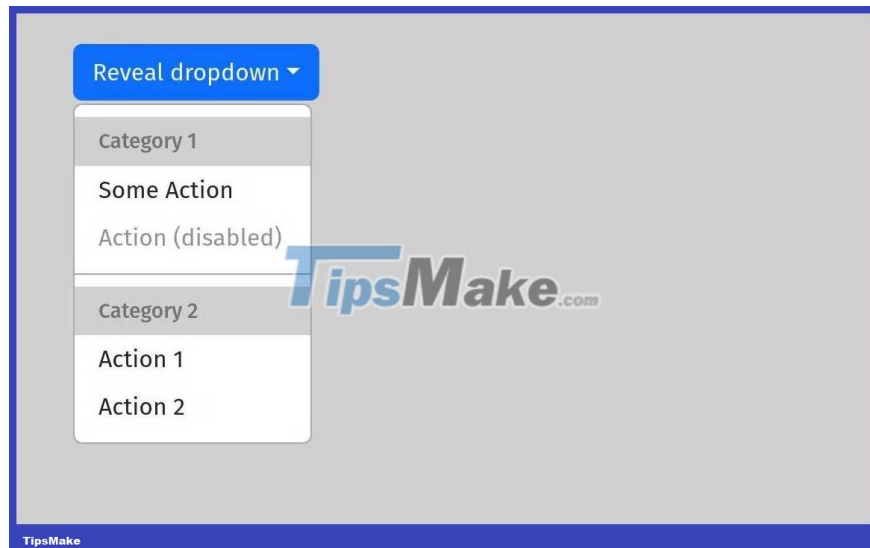 Reveal dropdown
Category 1
Some Action
Action (disabled)
TipsMake.com
Category 2
Action 1
Action 2
TipsMake